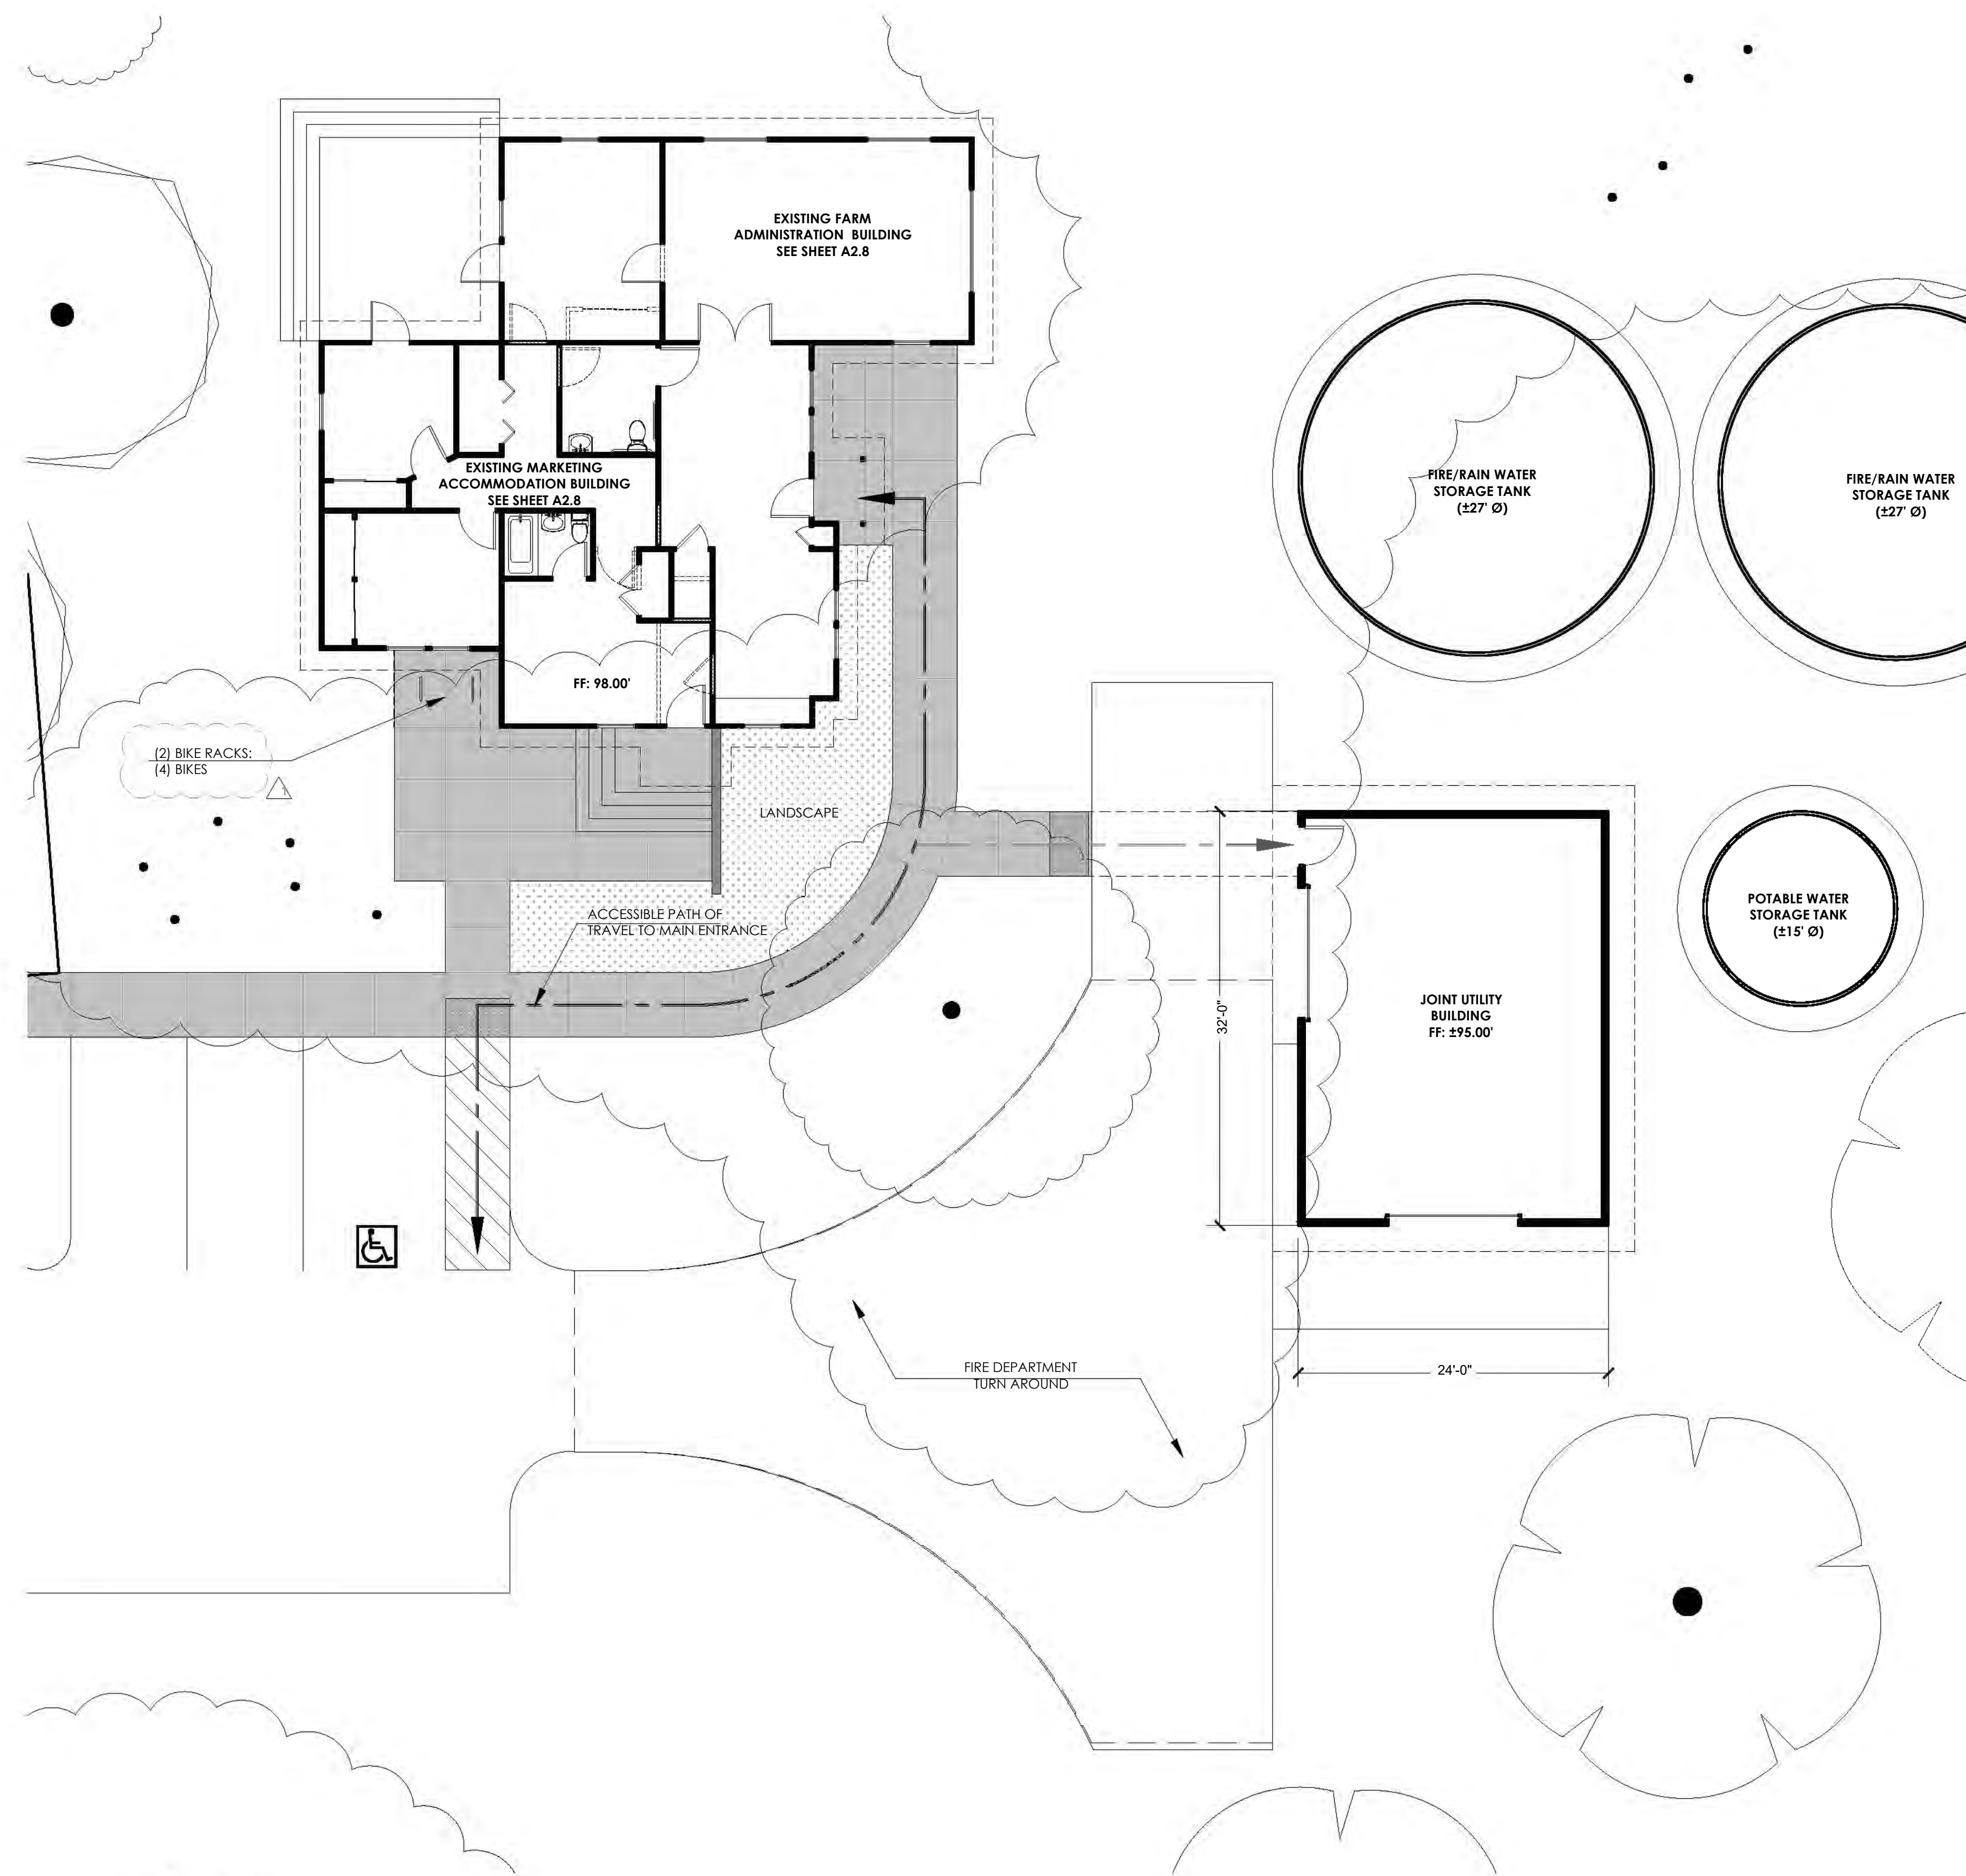 EXISTING FARM
ADMINISTRATION BUILDING
SEE SHEET A2.8
EXISTING MARKETING
ACCOMMODATION BUILDING
SEE SHEET A2.8
FIRE/RAIN WATER
STORAGE TANK
(±27' Ø)
FIRE/RAIN WATER
STORAGE TANK
(±27' Ø)
FF: 98.00'
(2) BIKE RACKS:
(4) BIKES
1
LANDSCAPE
ACCESSIBLE PATH OF
TRAVEL TO MAIN ENTRANCE
POTABLE WATER
STORAGE TANK
(±15' Ø)
32'-0"
JOINT UTILITY
BUILDING
FF: ±95.00'
FIRE DEPARTMENT
TURN AROUND
24'-0"